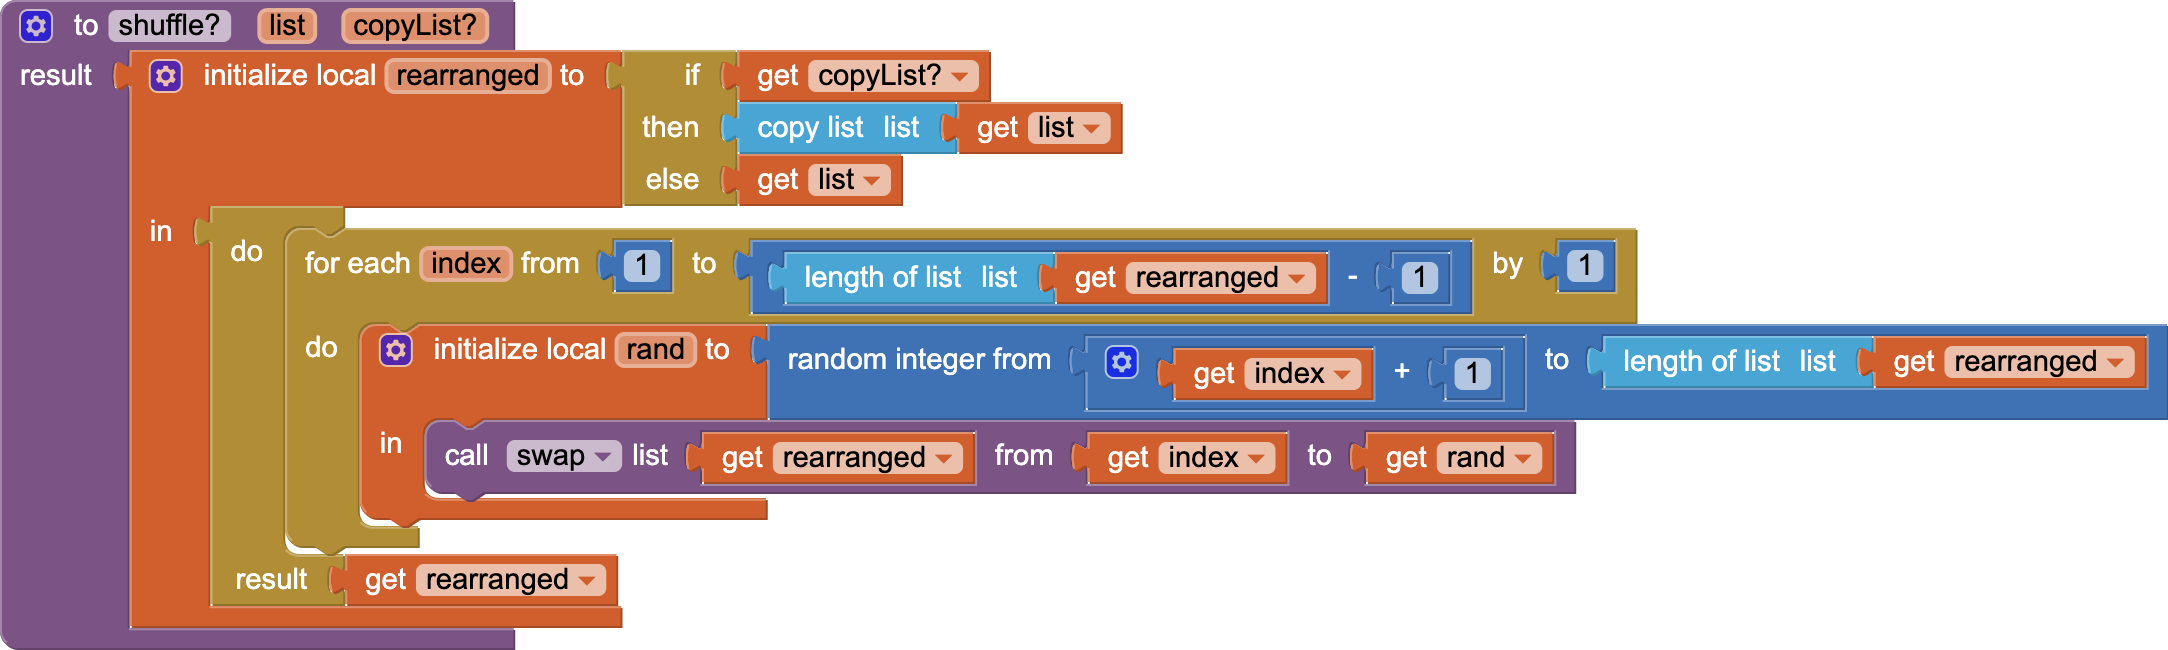 to shuffle? list copyList?
result initialize local rearranged to if get copyList?
then copy list list get list
else get list
in do for each index from 1 to length of list list get rearranged - 1 by 1
do initialize local rand to random integer from get index + 1 to length of list list get rearranged
in call swap list get rearranged from get index to get rand
result get rearranged